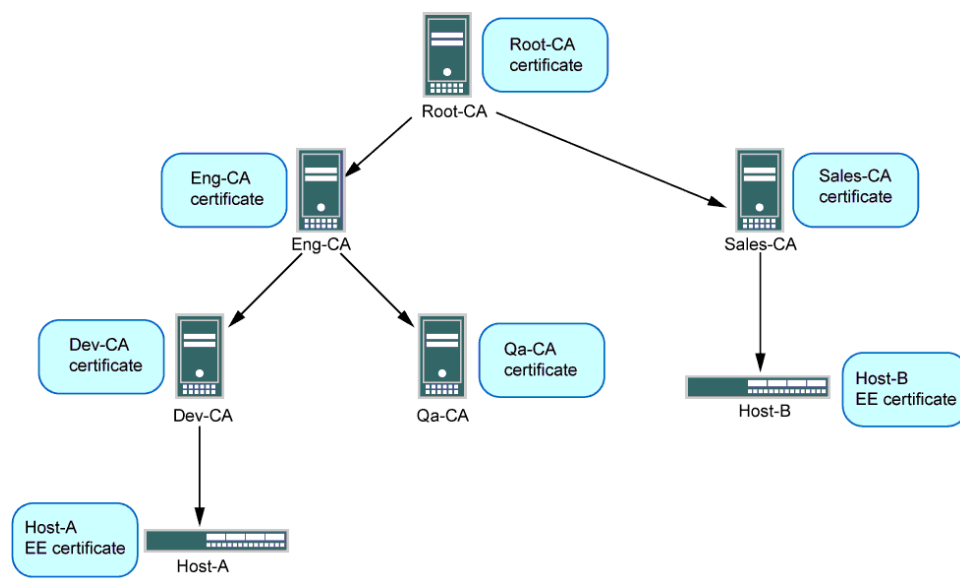 Root-CA
certificate
Root-CA
Eng-CA
certificate
Eng-CA
Sales-CA
certificate
Sales-CA
Dev-CA
certificate
Dev-CA
Qa-CA
certificate
Qa-CA
Host-B
EE certificate
Host-B
Host-A
EE certificate
Host-A